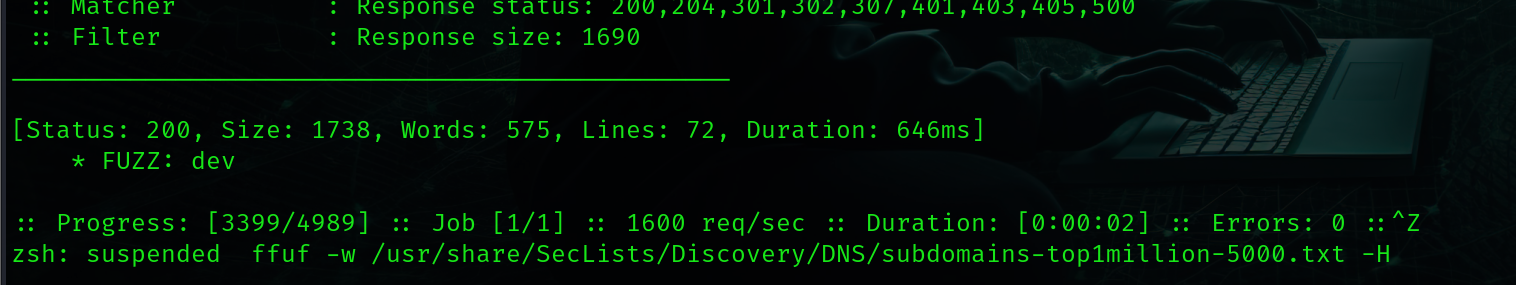 :: Matcher : Response status: 200,204,301,302,307,401,403,405,500
:: Filter : Response size: 1690
[Status: 200, Size: 1738, Words: 575, Lines: 72, Duration: 646ms]
* FUZZ: dev
:: Progress: [3399/4989] :: Job [1/1] :: 1600 req/sec :: Duration: [0:00:02] :: Errors: 0 ::^Z
zsh: suspended ffuf -w /usr/share/SecLists/Discovery/DNS/subdomains-top1million-5000.txt -H